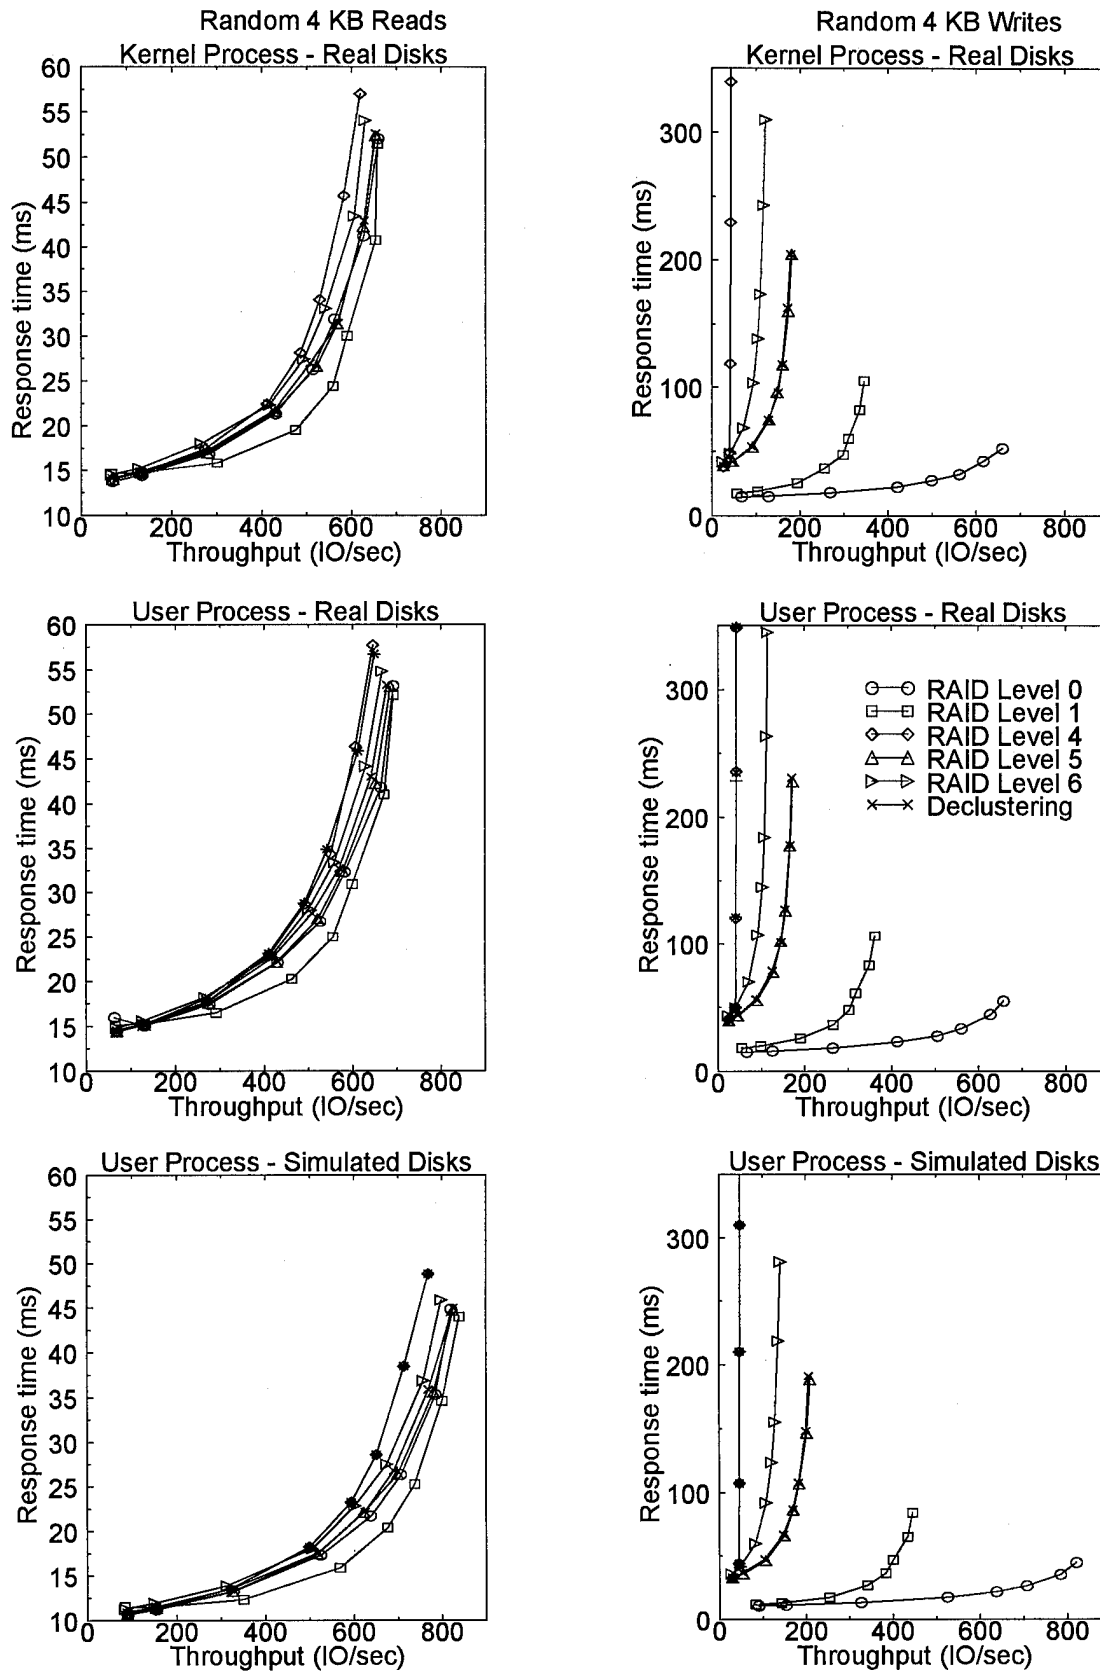 Random 4 KB Reads
Kernel Process - Real Disks
60
55
50
45
40
35
30
25
20
15
10
Response time (ms)
0 200 400 600 800
Throughput (IO/sec)
Random 4 KB Writes
Kernel Process - Real Disks
300
200
100
0
Response time (ms)
0 200 400 600 800
Throughput (IO/sec)
User Process - Real Disks
60
55
50
45
40
35
30
25
20
15
10
Response time (ms)
0 200 400 600 800
Throughput (IO/sec)
User Process - Real Disks
300
200
100
0
Response time (ms)
RAID Level 0
RAID Level 1
RAID Level 4
RAID Level 5
RAID Level 6
Declustering
0 200 400 600 800
Throughput (IO/sec)
User Process - Simulated Disks
60
55
50
45
40
35
30
25
20
15
10
Response time (ms)
0 200 400 600 800
Throughput (IO/sec)
User Process - Simulated Disks
300
200
100
0
Response time (ms)
0 200 400 600 800
Throughput (IO/sec)